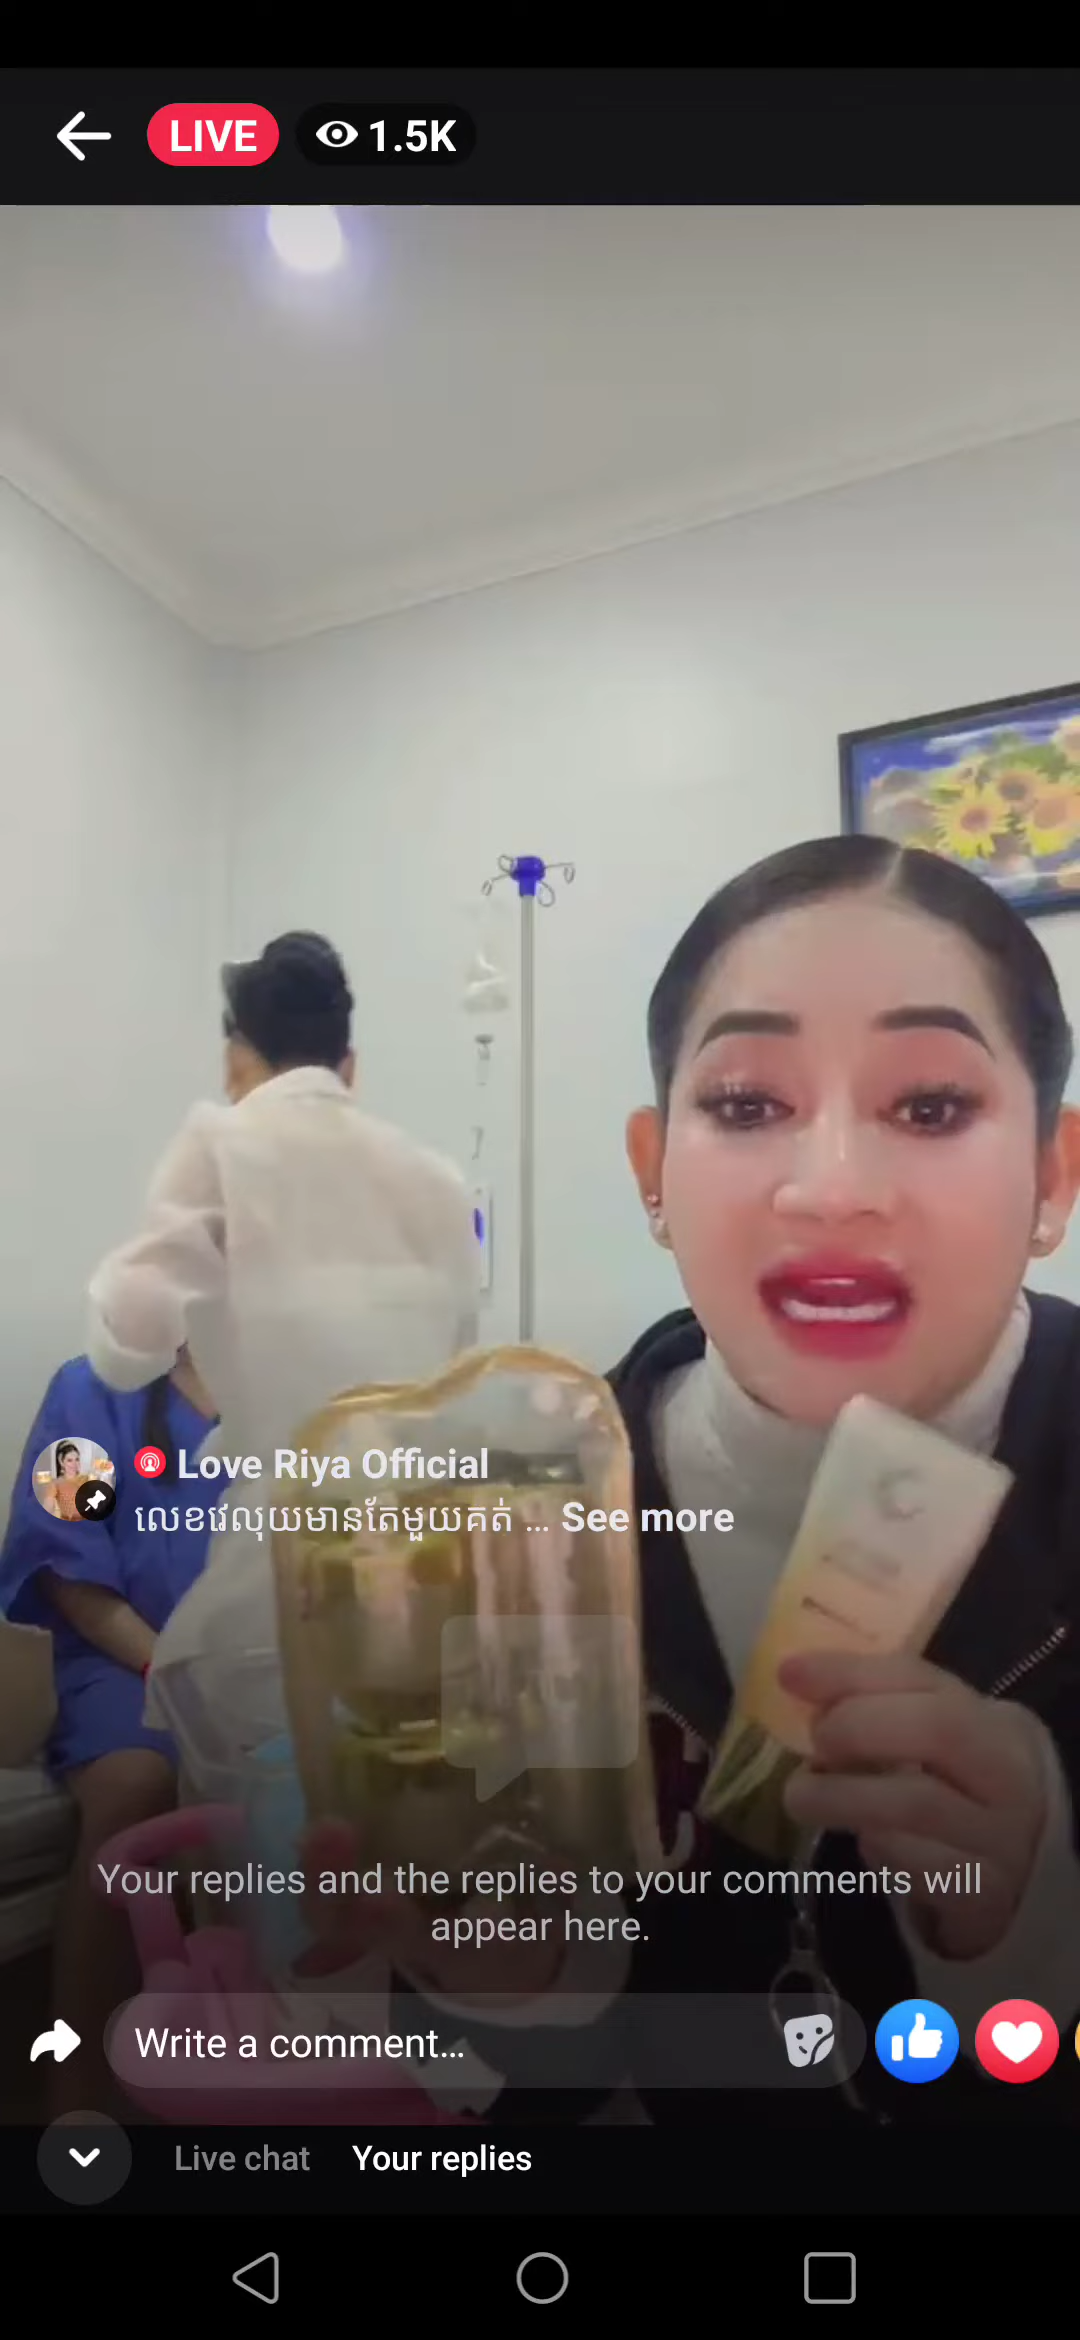 LIVE 1.5K
Love Riya Official
លេខវេលុយមានតែមួយគត់ ... See more
Your replies and the replies to your comments will
appear here.
Write a comment...
Live chat Your replies